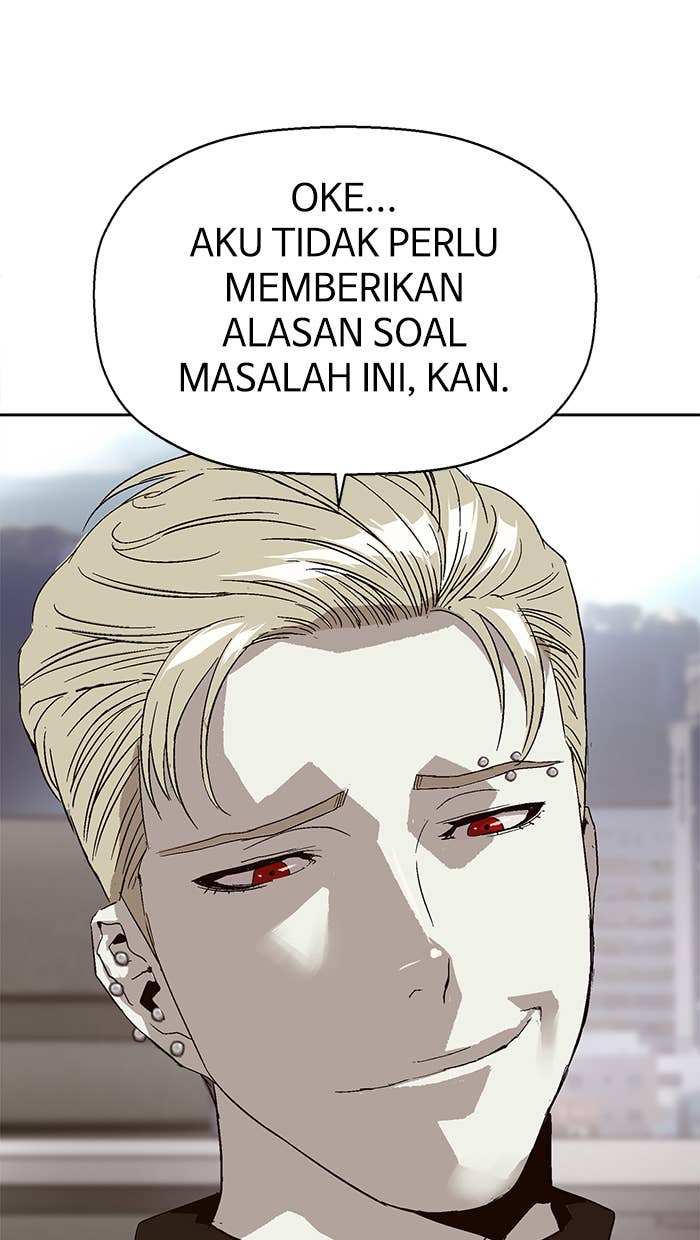 OKE...
AKU TIDAK PERLU
MEMBERIKAN
ALASAN SOAL
MASALAH INI, KAN.